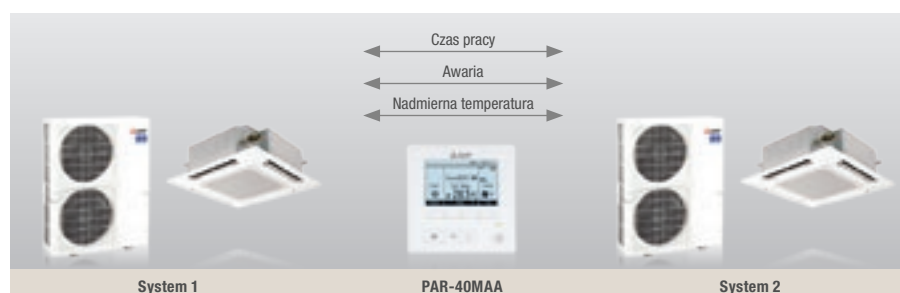 Czas pracy
Awaria
Nadmierna temperatura
System 1
PAR-40MAA
System 2